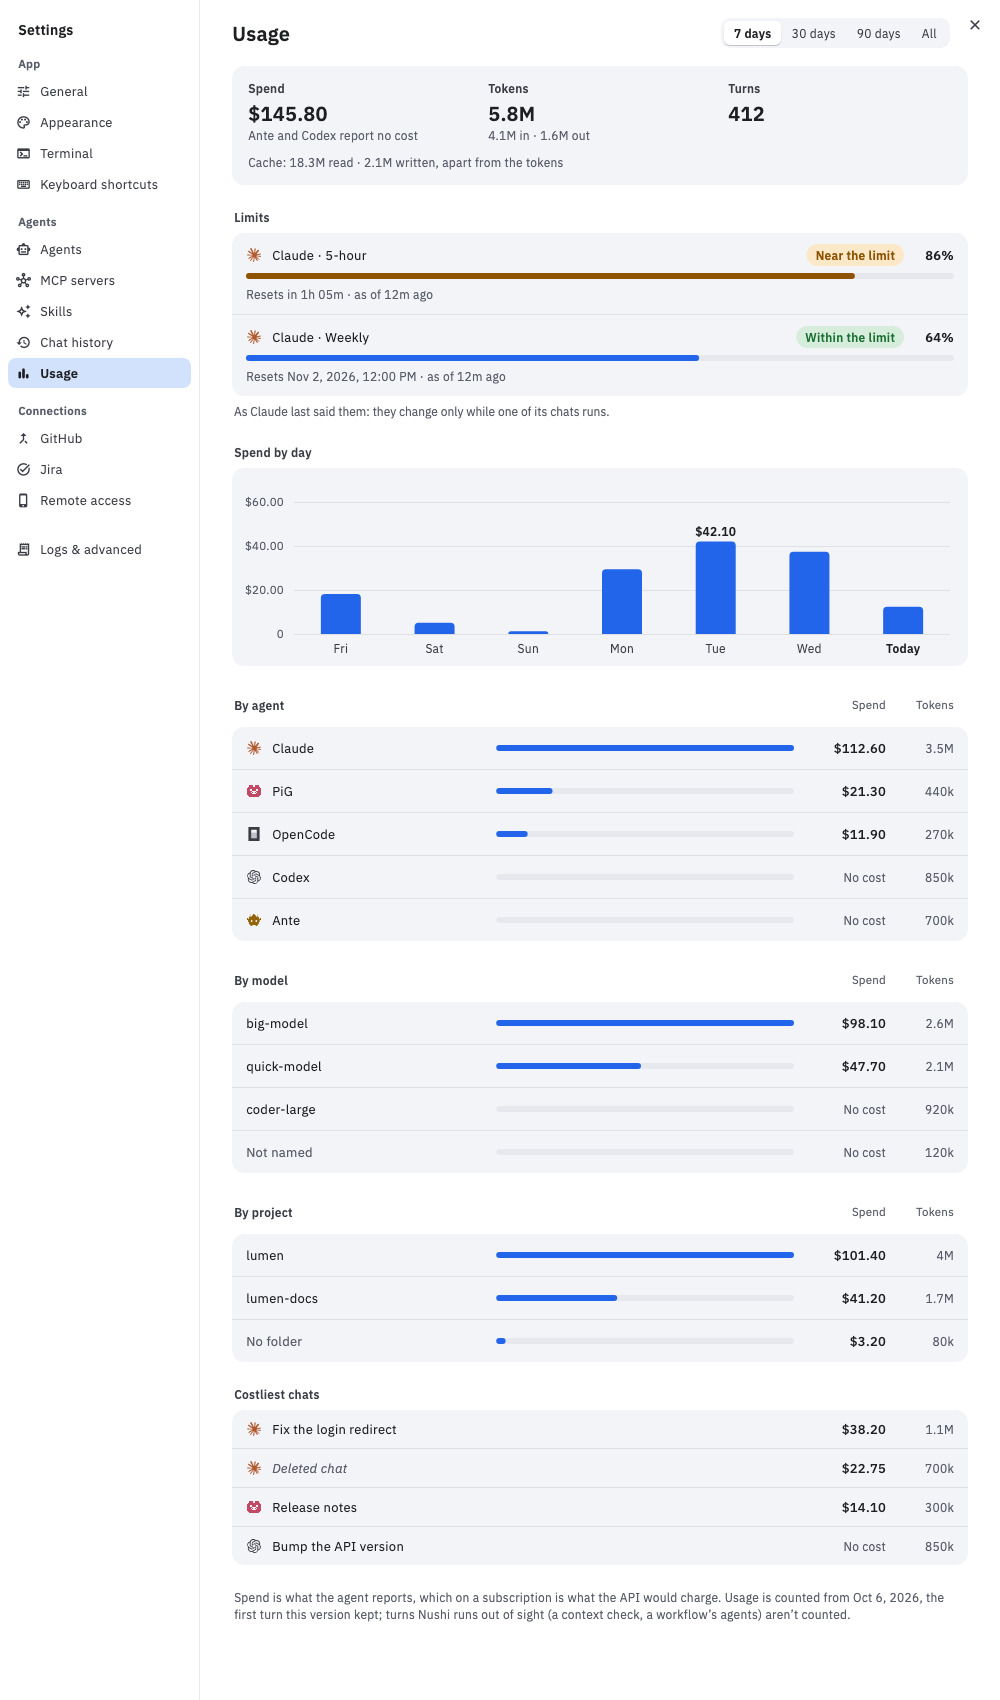 Settings
App
General
Appearance
Terminal
Keyboard shortcuts
Agents
Agents
MCP servers
Skills
Chat history
Usage
Connections
GitHub
Jira
Remote access
Logs & advanced
Usage
7 days 30 days 90 days All
Spend Tokens Turns
$145.80 5.8M 412
Ante and Codex report no cost 4.1M in · 1.6M out
Cache: 18.3M read · 2.1M written, apart from the tokens
Limits
Claude · 5-hour Near the limit 86%
Resets in 1h 05m · as of 12m ago
Claude · Weekly Within the limit 64%
Resets Nov 2, 2026, 12:00 PM · as of 12m ago
As Claude last said them: they change only while one of its chats runs.
Spend by day
$60.00
$42.10
$40.00
$20.00
0
Fri Sat Sun Mon Tue Wed Today
By agent Spend Tokens
Claude $112.60 3.5M
PiG $21.30 440k
OpenCode $11.90 270k
Codex No cost 850k
Ante No cost 700k
By model Spend Tokens
big-model $98.10 2.6M
quick-model $47.70 2.1M
coder-large No cost 920k
Not named No cost 120k
By project Spend Tokens
lumen $101.40 4M
lumen-docs $41.20 1.7M
No folder $3.20 80k
Costliest chats
Fix the login redirect $38.20 1.1M
Deleted chat $22.75 700k
Release notes $14.10 300k
Bump the API version No cost 850k
Spend is what the agent reports, which on a subscription is what the API would charge. Usage is counted from Oct 6, 2026, the
first turn this version kept; turns Nushi runs out of sight (a context check, a workflow’s agents) aren’t counted.